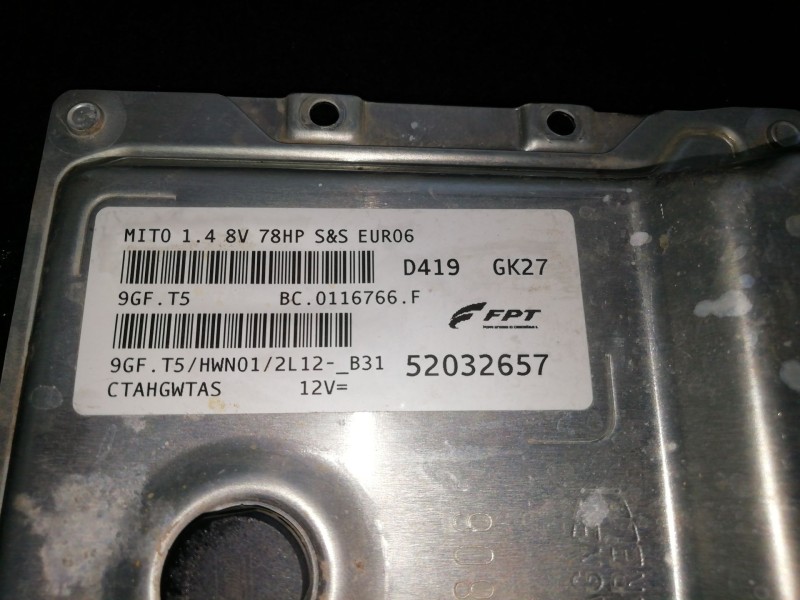 MITO 1.4 8V 78HP S&S EURO6
D419 GK27
9GF.T5 BC.0116766.F
FPT
9GF.T5/HWN01/2L12-_B31 52032657
CTAHGWTAS 12V=